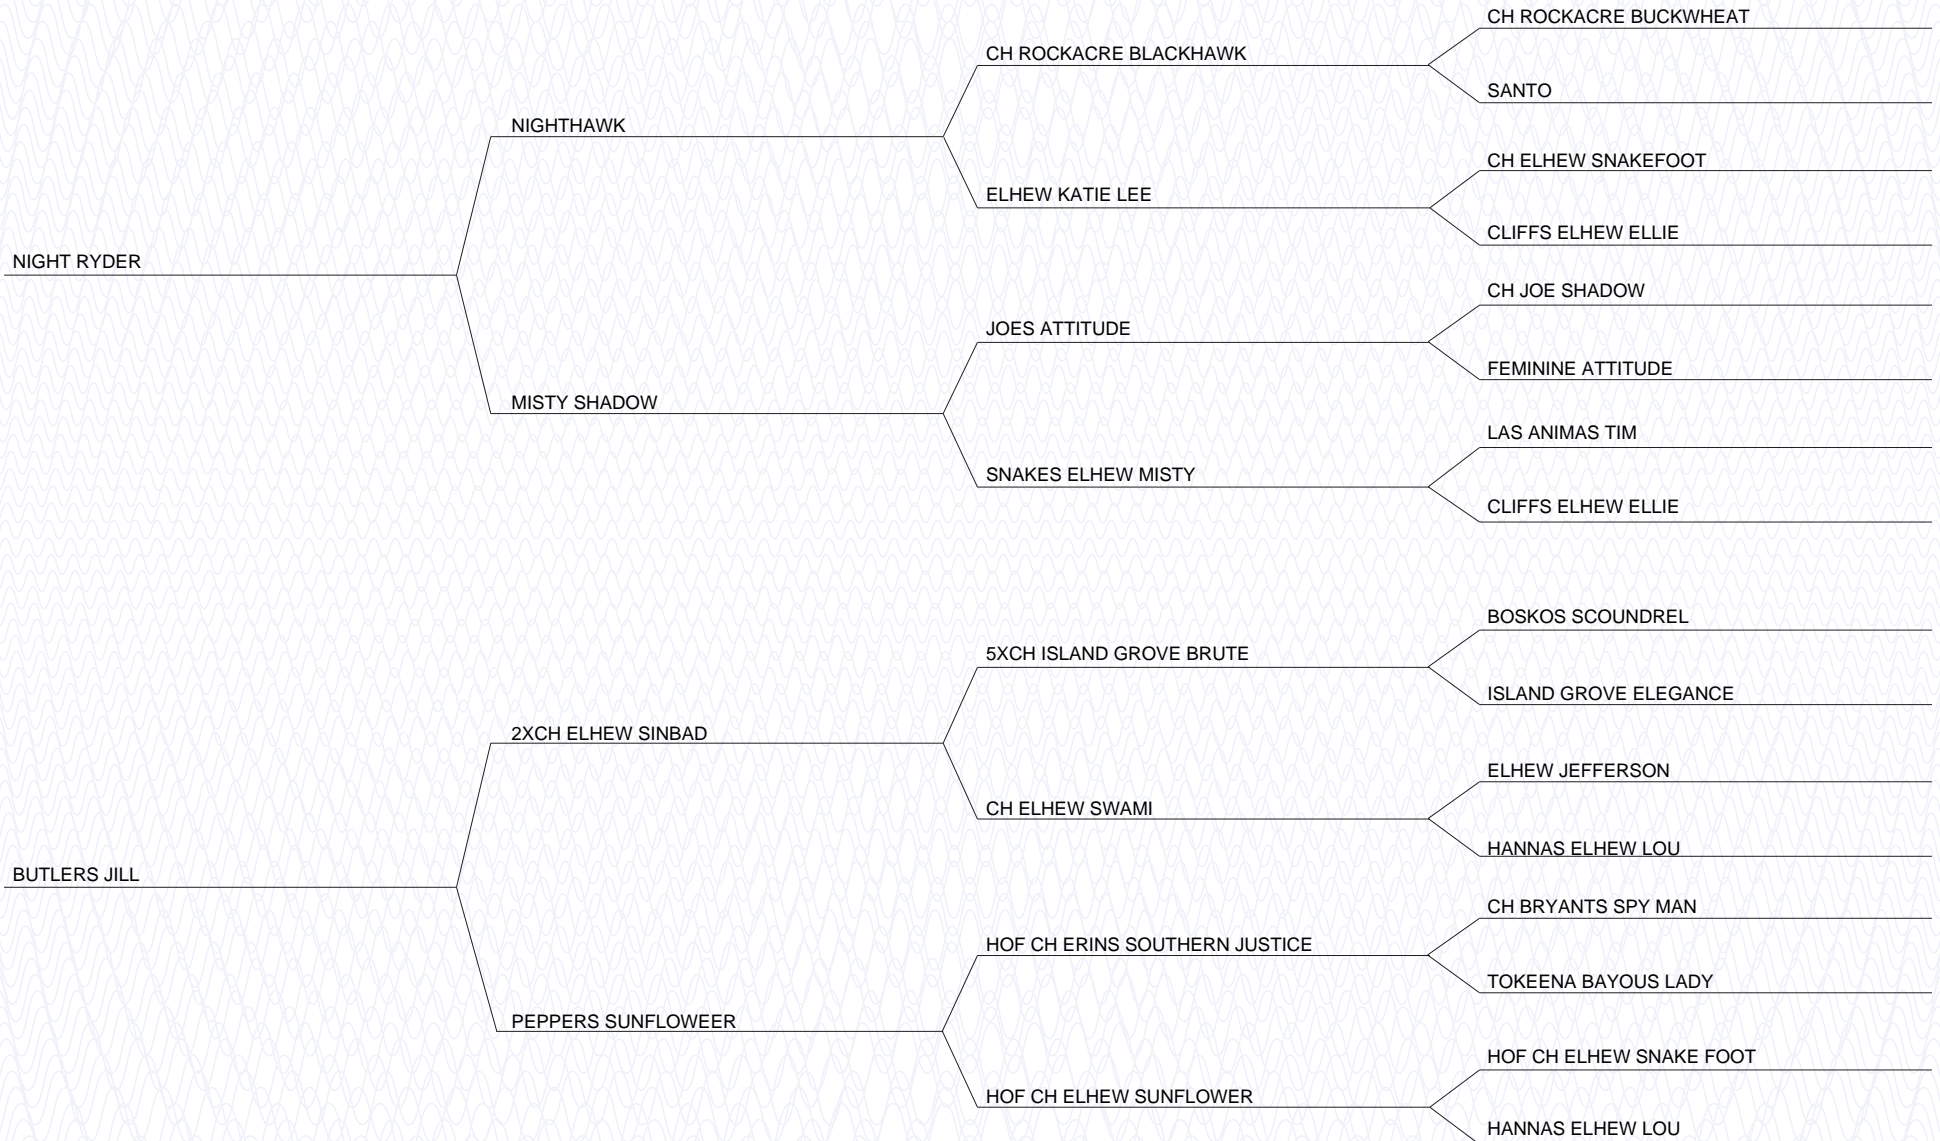 CH ROCKACRE BUCKWHEAT
CH ROCKACRE BLACKHAWK
SANTO
NIGHTHAWK
CH ELHEW SNAKEFOOT
ELHEW KATIE LEE
CLIFFS ELHEW ELLIE
NIGHT RYDER
CH JOE SHADOW
JOES ATTITUDE
FEMININE ATTITUDE
MISTY SHADOW
LAS ANIMAS TIM
SNAKES ELHEW MISTY
CLIFFS ELHEW ELLIE
BOSKOS SCOUNDREL
5XCH ISLAND GROVE BRUTE
ISLAND GROVE ELEGANCE
2XCH ELHEW SINBAD
ELHEW JEFFERSON
CH ELHEW SWAMI
HANNAS ELHEW LOU
BUTLERS JILL
CH BRYANTS SPY MAN
HOF CH ERINS SOUTHERN JUSTICE
TOKEENA BAYOUS LADY
PEPPERS SUNFLOWEER
HOF CH ELHEW SNAKE FOOT
HOF CH ELHEW SUNFLOWER
HANNAS ELHEW LOU